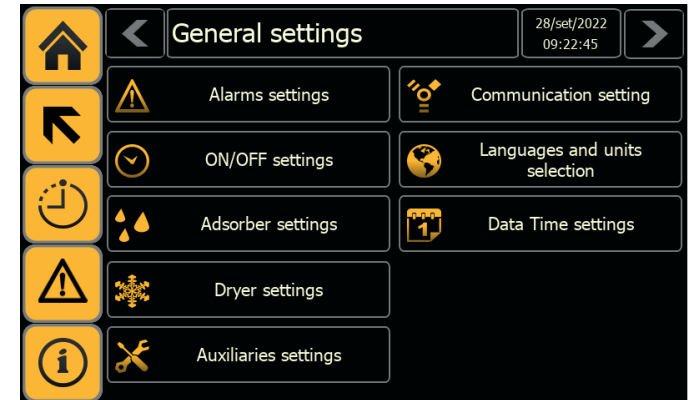 General settings
28/set/2022
09:22:45
Alarms settings
Communication setting
ON/OFF settings
Languages and units
selection
Adsorber settings
1
Data Time settings
Dryer settings
Auxiliaries settings
i